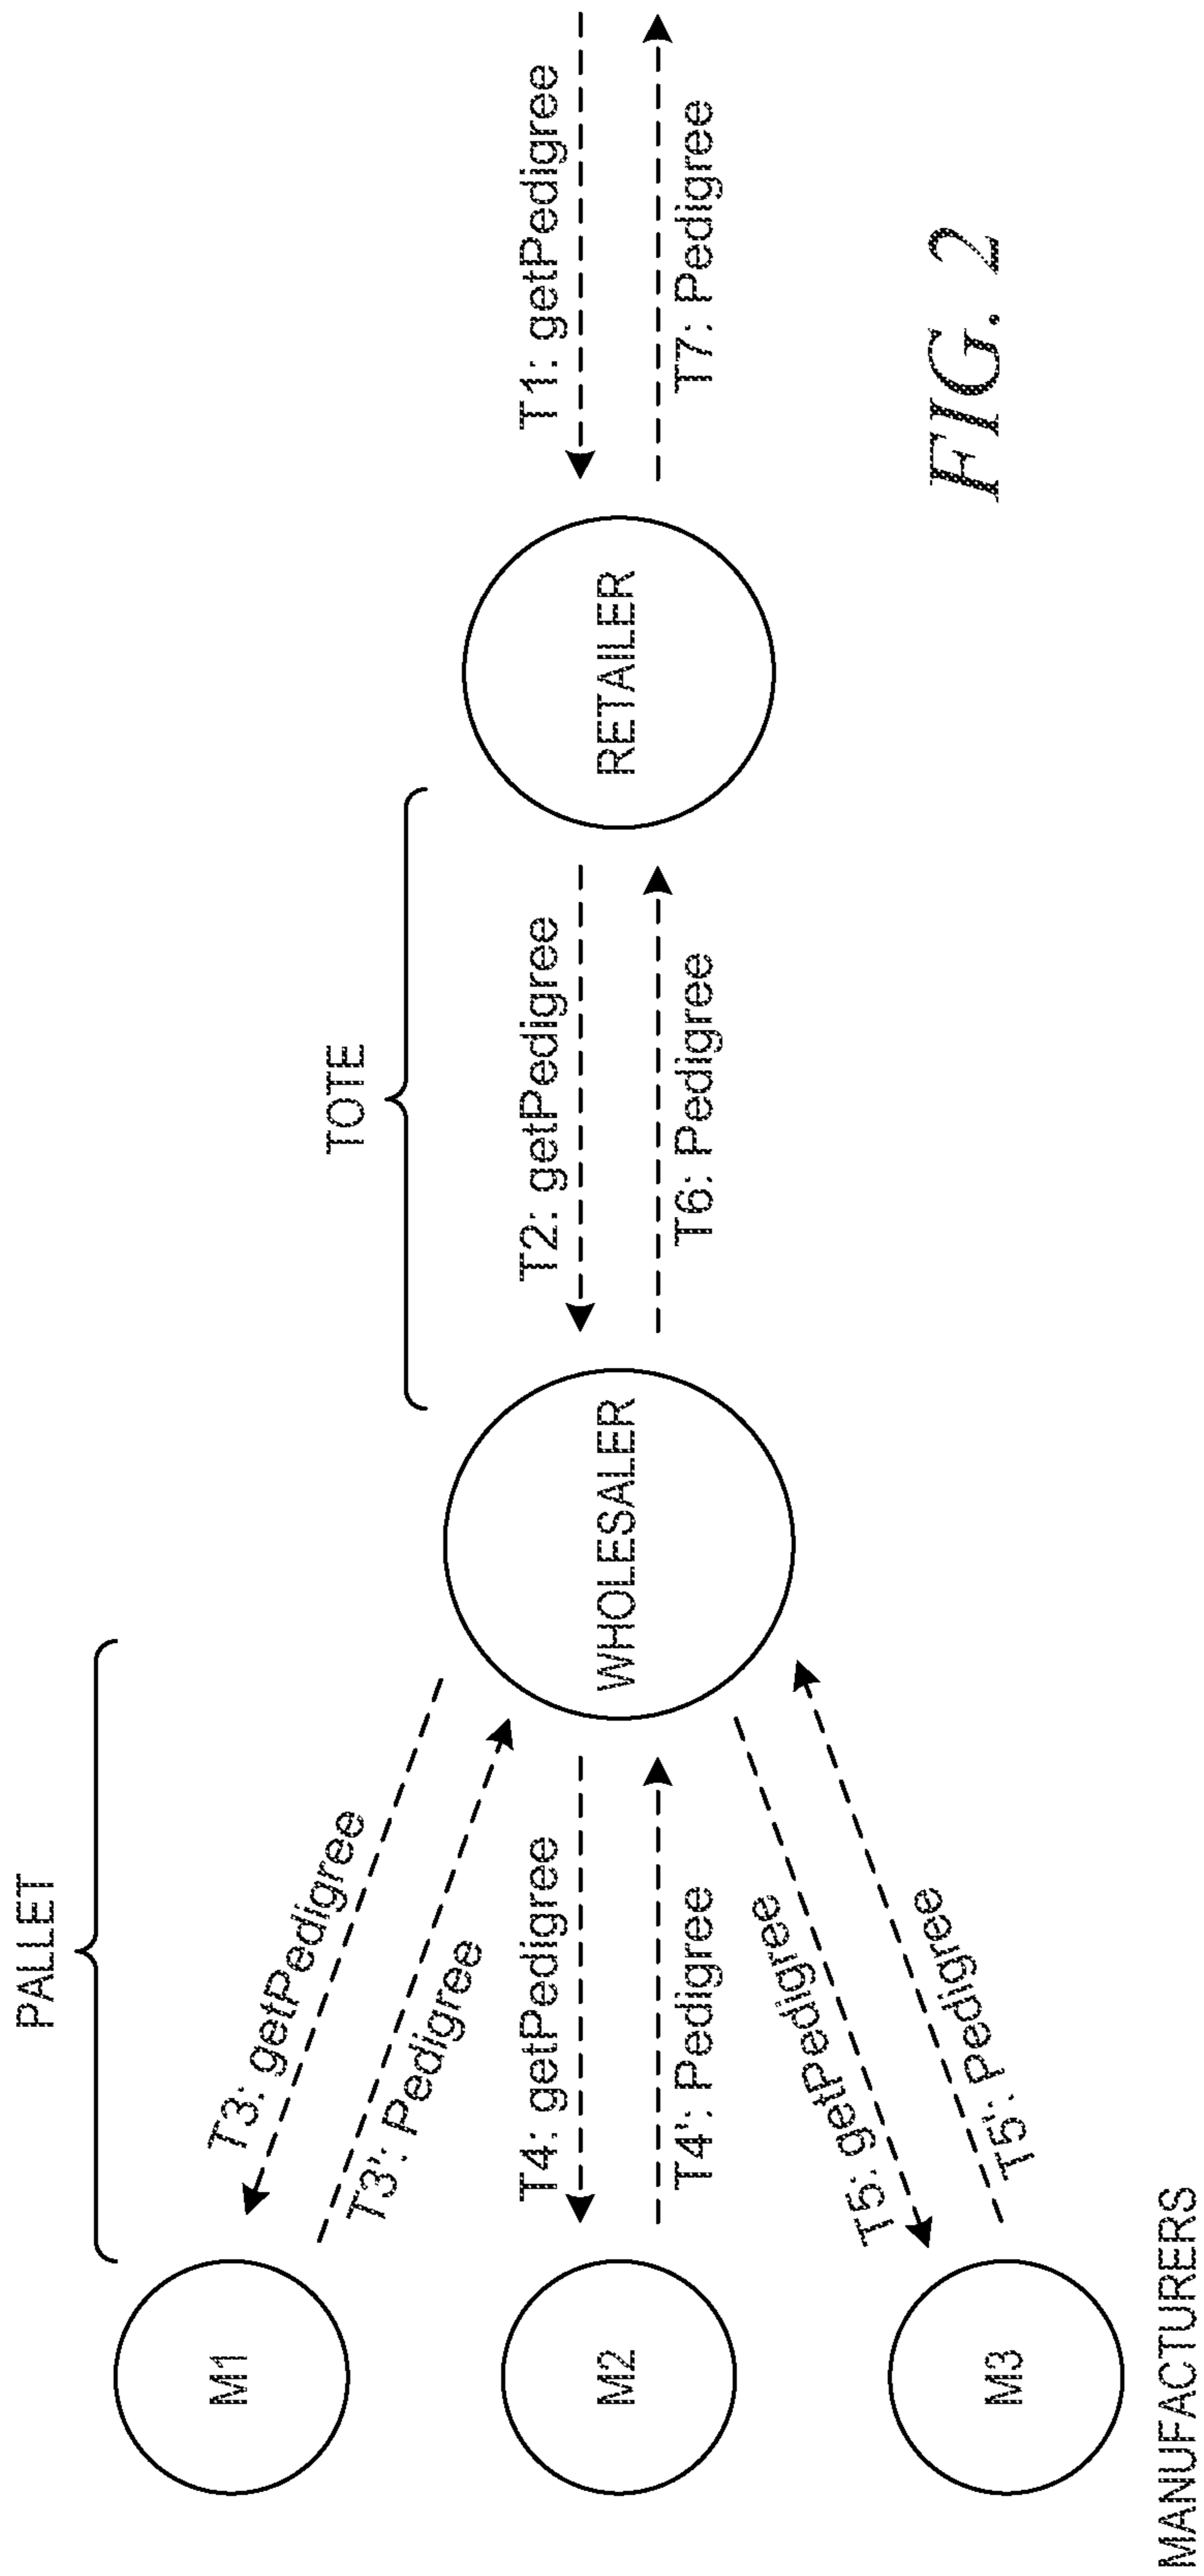 PALLET
TOTE
T3: getPedigree
T3': Pedigree
T4: getPedigree
T4': Pedigree
T5: getPedigree
T5': Pedigree
T2: getPedigree
T6: Pedigree
T1: getPedigree
T7: Pedigree
M1
M2
M3
WHOLESALER
RETAILER
MANUFACTURERS
FIG. 2